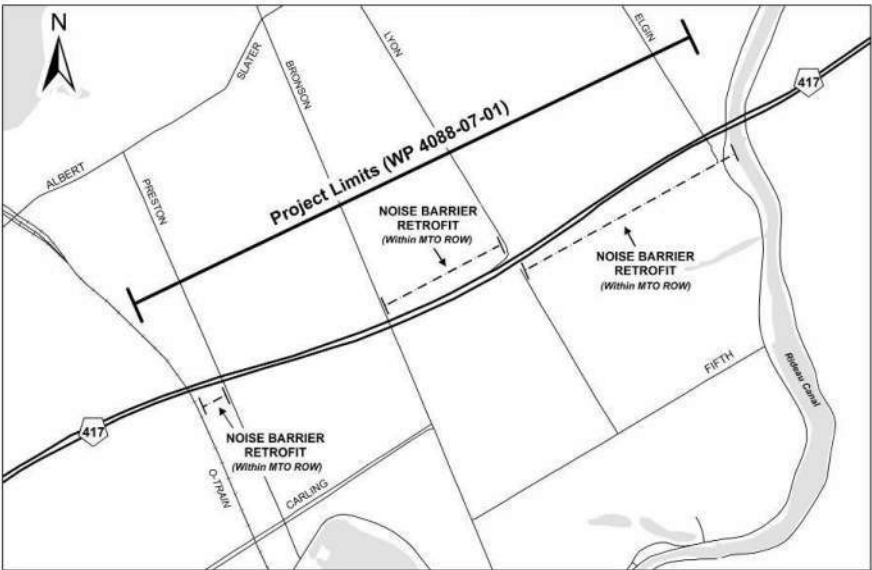 N
SLATER
BRONSON
LYON
ELGIN
417
ALBERT
PRESTON
Project Limits (WP 4088-07-01)
NOISE BARRIER
RETROFIT
(Within MTO ROW)
NOISE BARRIER
RETROFIT
(Within MTO ROW)
FIFTH
Rideau Canal
417
NOISE BARRIER
RETROFIT
(Within MTO ROW)
O-TRAIN
CARLING